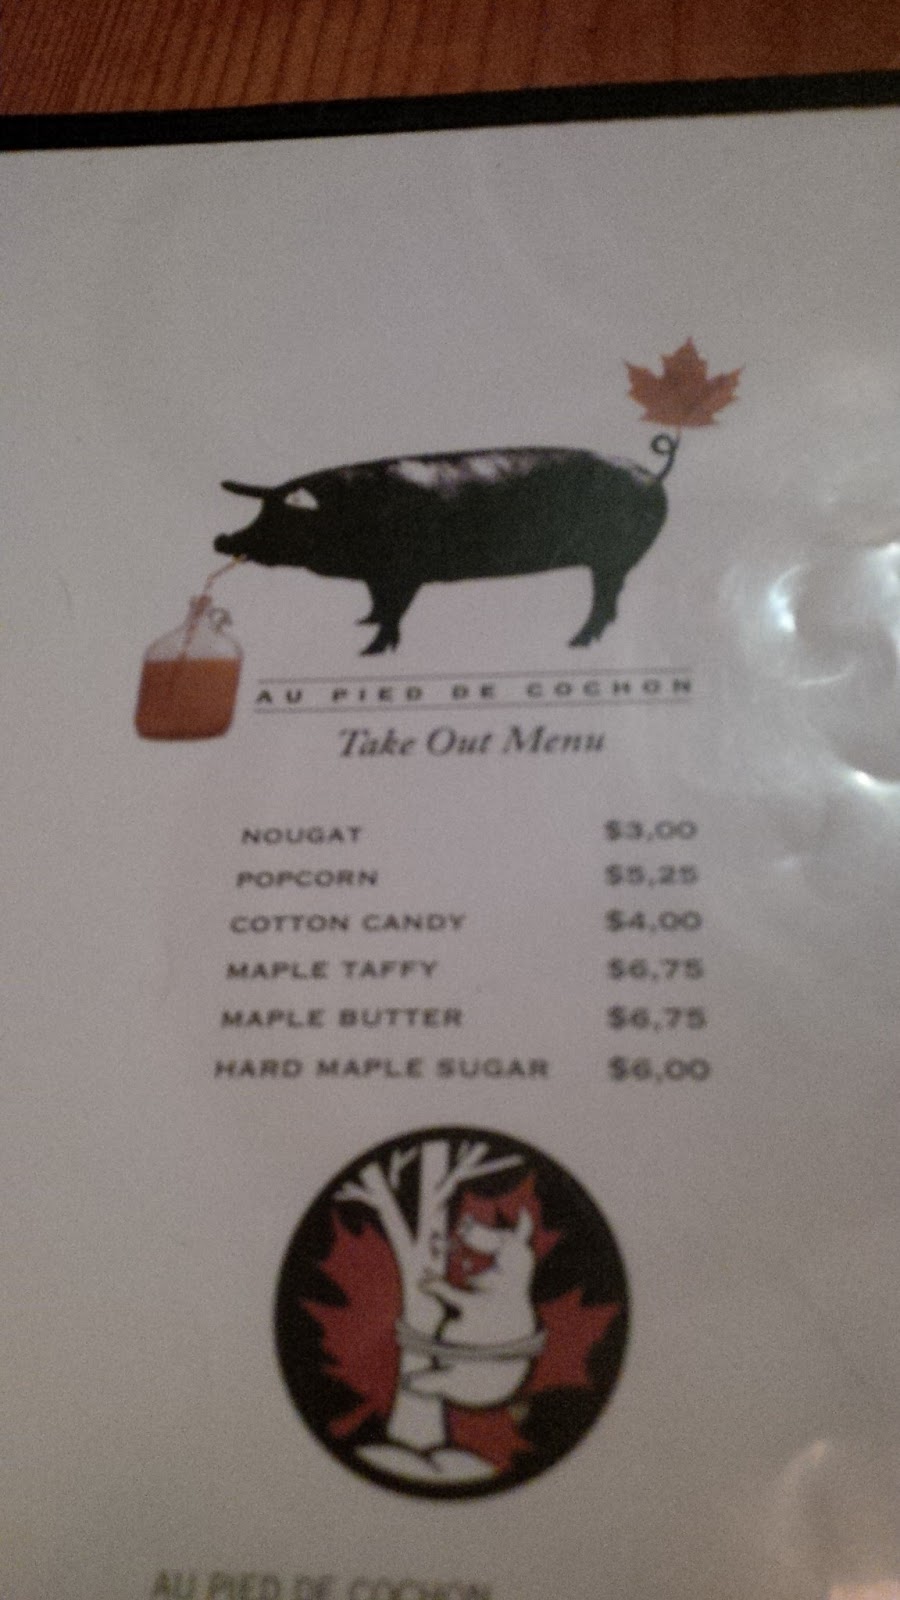 AU PIED DE COCHON
Take Out Menu
NOUGAT $3,00
POPCORN $5,25
COTTON CANDY $4,00
MAPLE TAFFY $6,75
MAPLE BUTTER $6,75
HARD MAPLE SUGAR $6,00
AU PIED DE COCHON